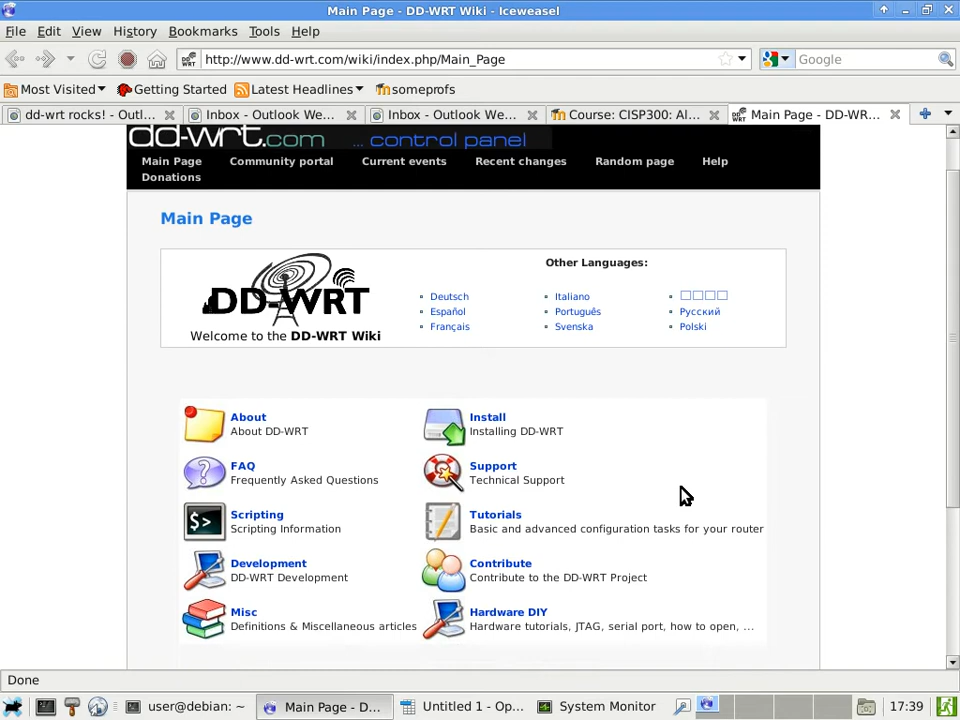 Main Page - DD-WRT Wiki - Iceweasel
File Edit View History Bookmarks Tools Help
http://www.dd-wrt.com/wiki/index.php/Main_Page
Google
Most Visited Getting Started Latest Headlines someprofs
dd-wrt rocks! - Outl... Inbox - Outlook We... Inbox - Outlook We... Course: CISP300: Al... Main Page - DD-WR...
dd-wrt.com ... control panel
Main Page Community portal Current events Recent changes Random page Help
Donations
Main Page
Other Languages:
DD-WRT
Deutsch Italiano
Español Português Русский
Français Svenska Polski
Welcome to the DD-WRT Wiki
About Install
About DD-WRT Installing DD-WRT
FAQ Support
Frequently Asked Questions Technical Support
Scripting Tutorials
Scripting Information Basic and advanced configuration tasks for your router
Development Contribute
DD-WRT Development Contribute to the DD-WRT Project
Misc Hardware DIY
Definitions & Miscellaneous articles Hardware tutorials, JTAG, serial port, how to open, ...
Done
user@debian: ~ Main Page - D... Untitled 1 - Op... System Monitor 17:39